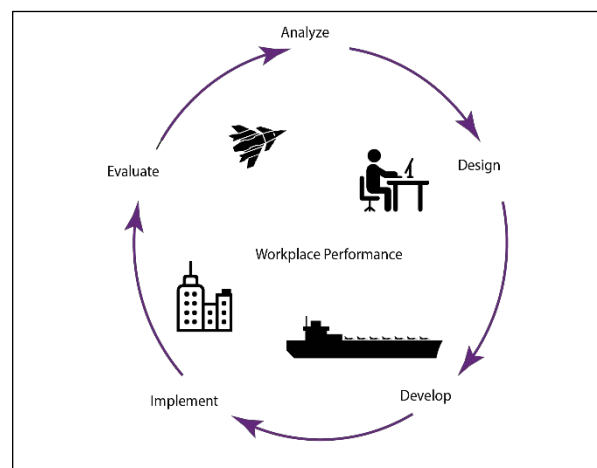 Analyze
Evaluate
Design
Workplace Performance
Implement
Develop